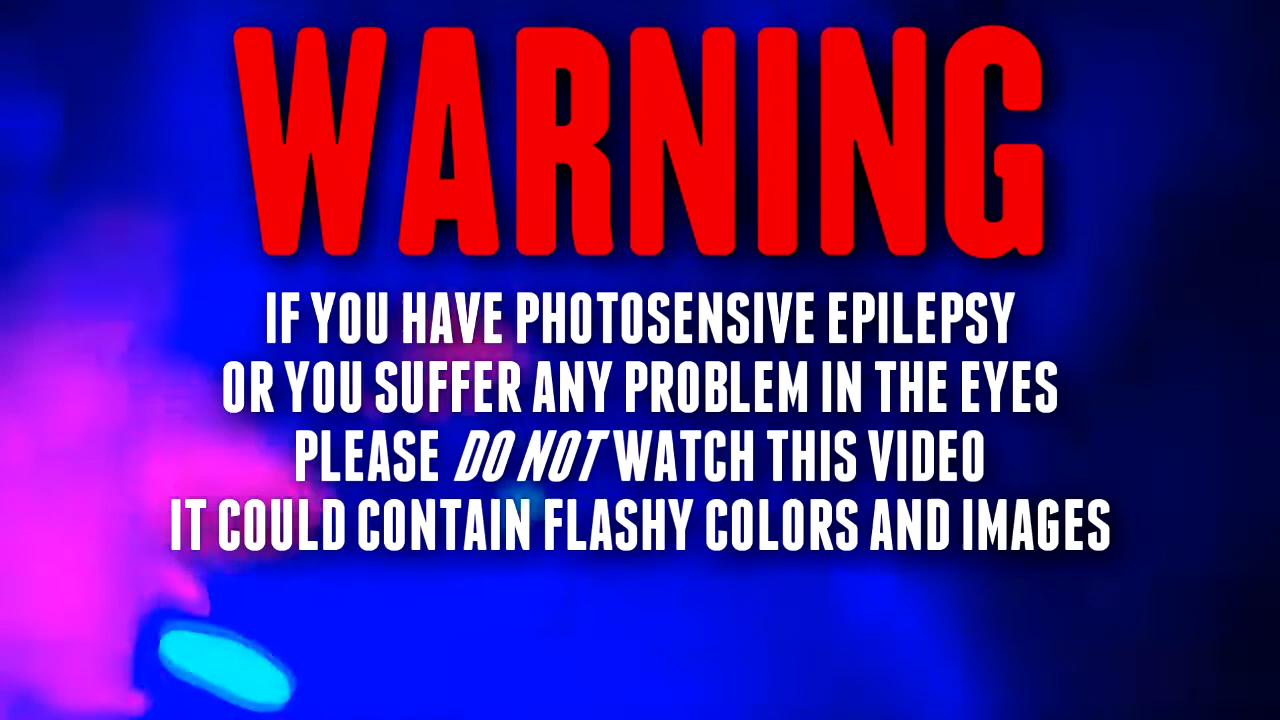 WARNING
IF YOU HAVE PHOTOSENSIVE EPILEPSY
OR YOU SUFFER ANY PROBLEM IN THE EYES
PLEASE DO NOT WATCH THIS VIDEO
IT COULD CONTAIN FLASHY COLORS AND IMAGES